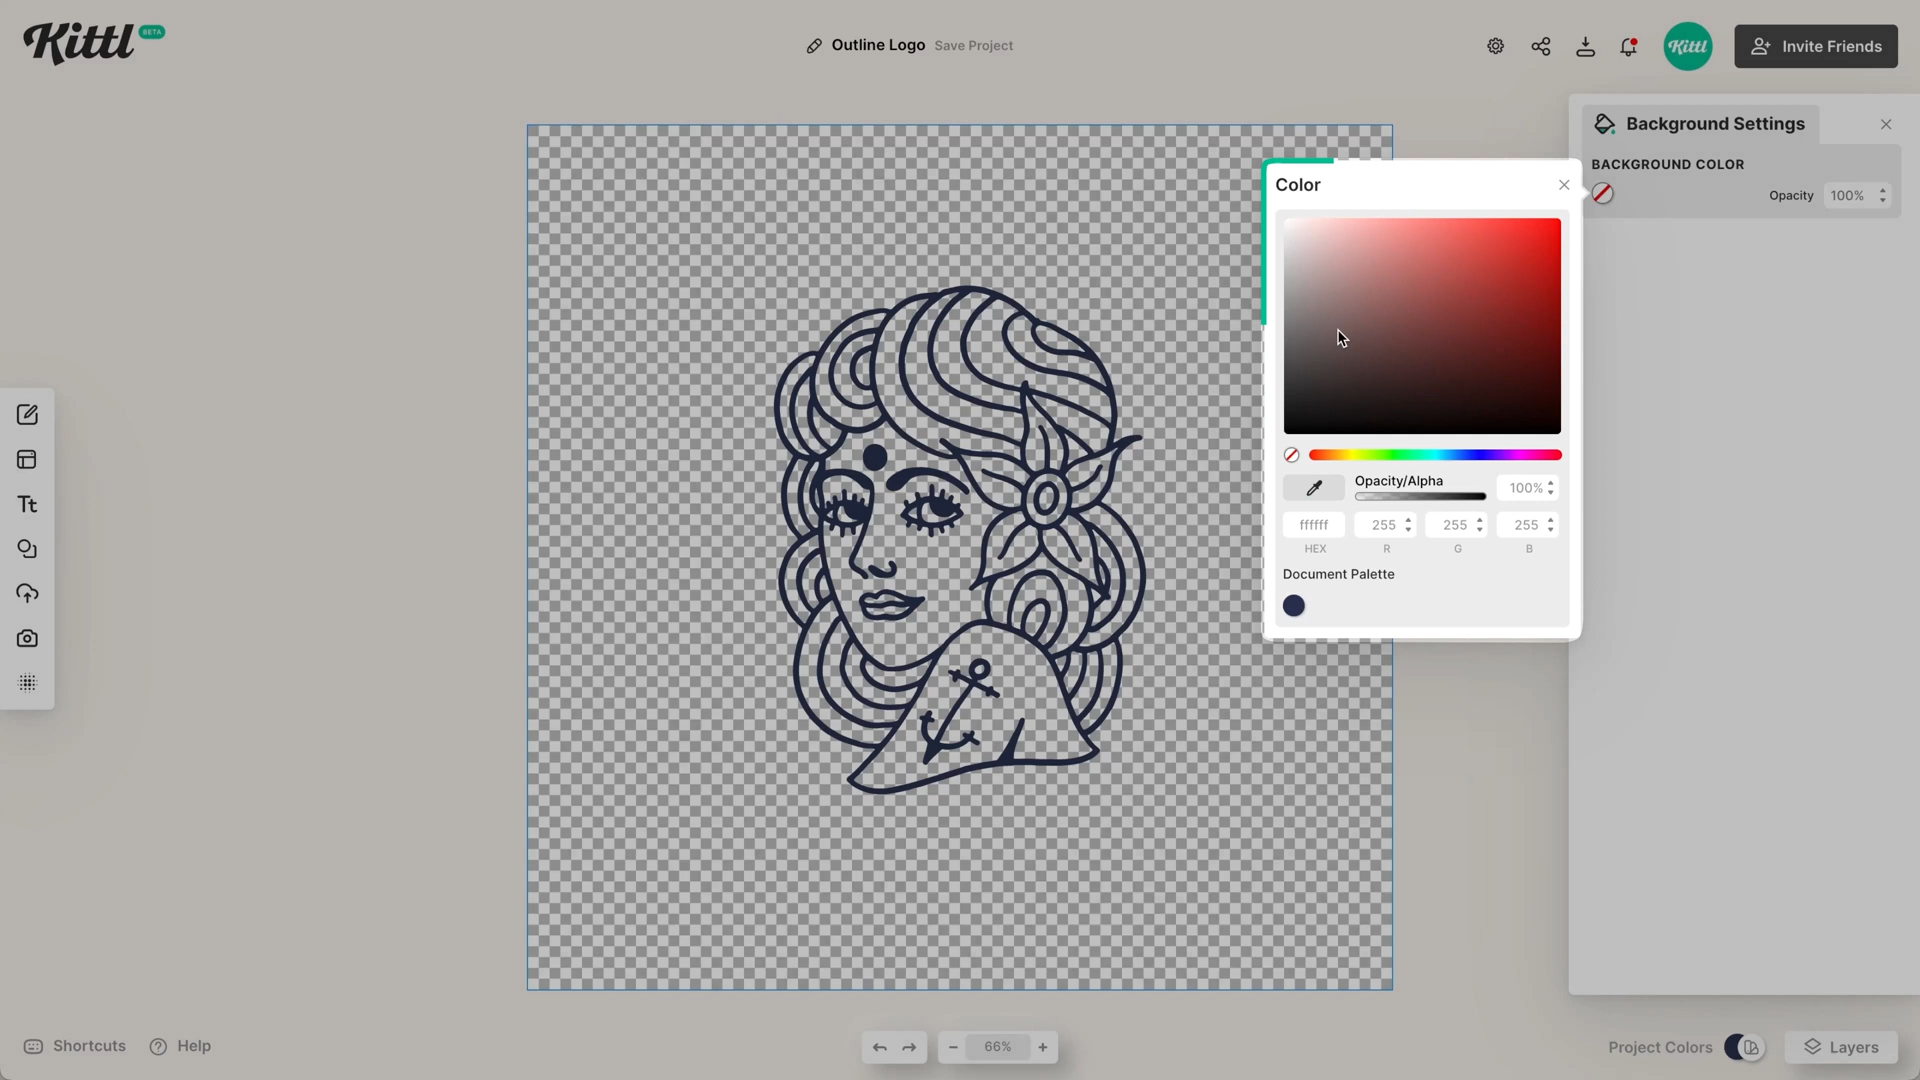 Kittl BETA
Outline Logo Save Project
Kittl
Invite Friends
Background Settings
BACKGROUND COLOR
Opacity 100%
Color
Opacity/Alpha
100%
ffffff 255 255 255
HEX R G B
Document Palette
Tt
Shortcuts Help
66%
Project Colors
Layers